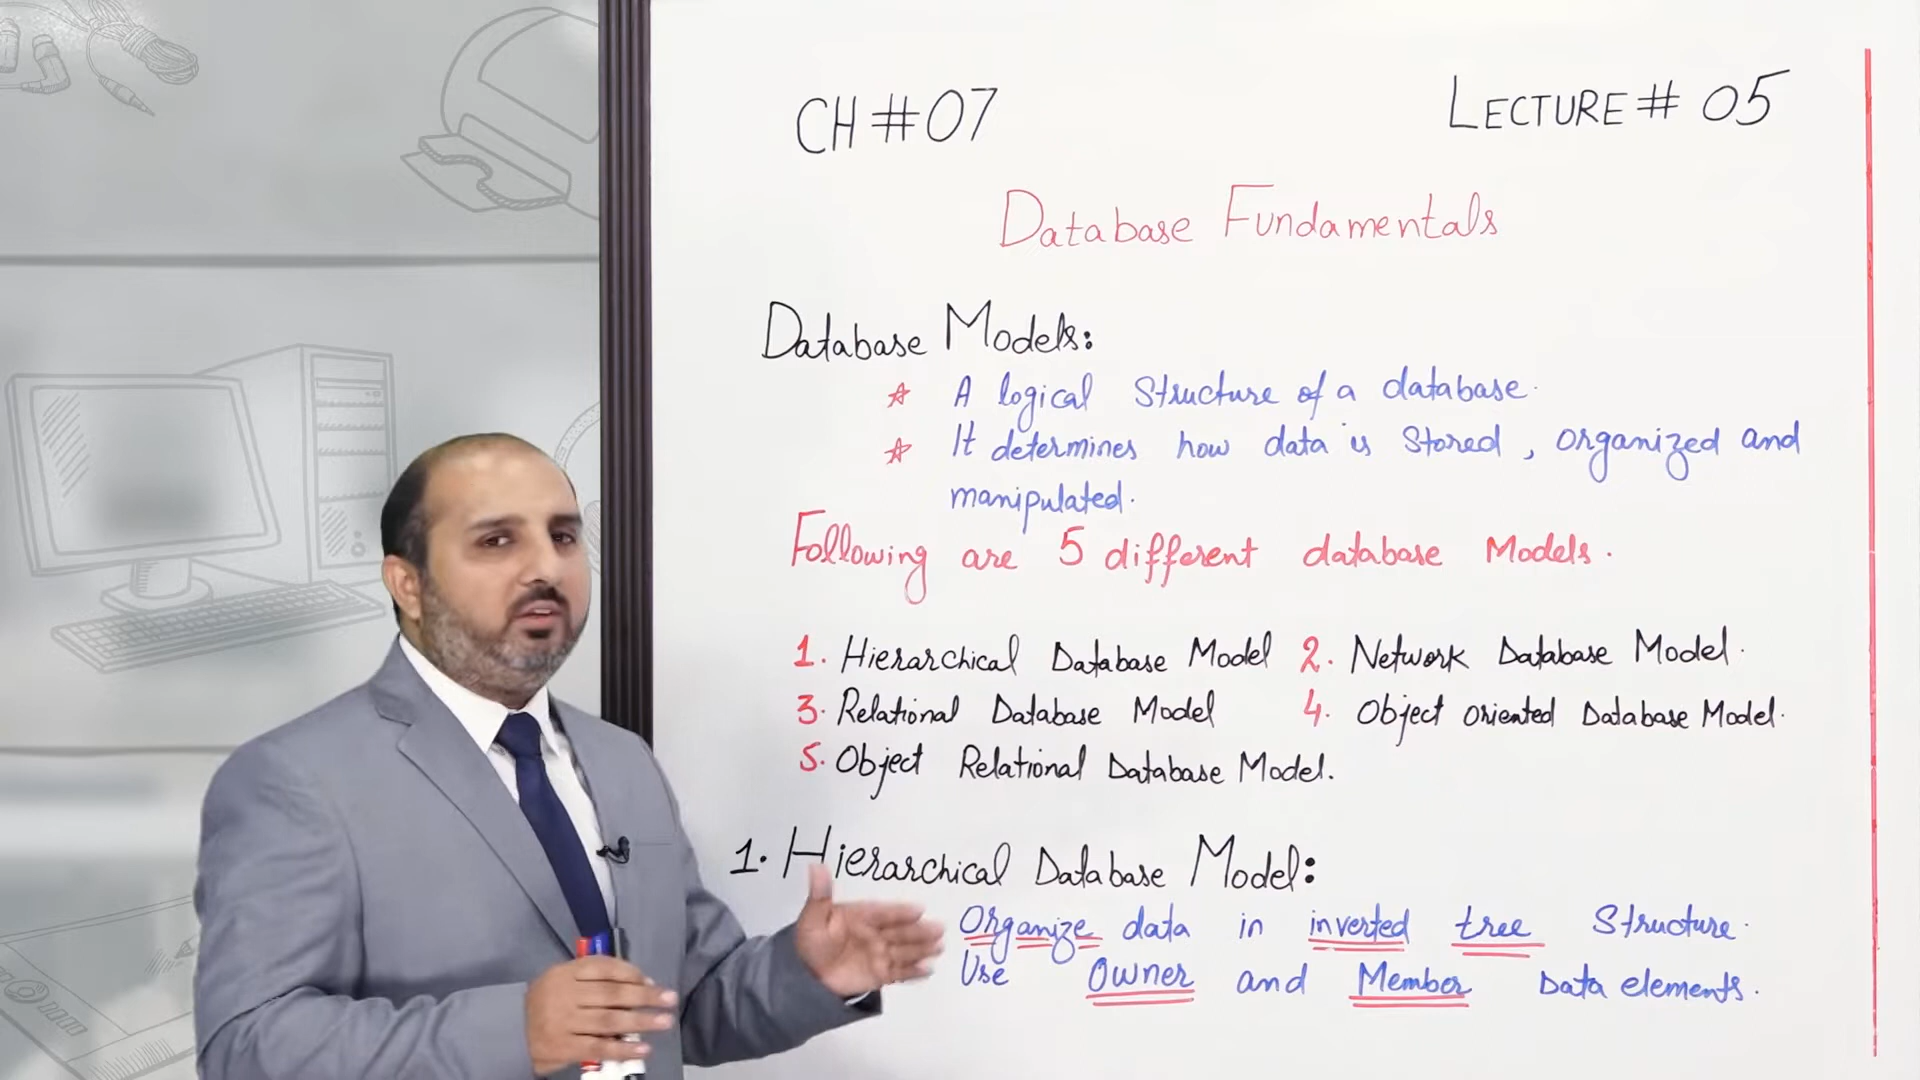 CH #07
LECTURE # 05
Database Fundamentals
Database Models:
☆ A logical Structure of a database.
☆ It determines how data is Stored, organized and
manipulated.
Following are 5 different database Models.
1. Hierarchical Database Model 2. Network Database Model.
3. Relational Database Model 4. Object oriented Database Model.
5. Object Relational Database Model.
1. Hierarchical Database Model:
Organize data in inverted tree Structure.
Use Owner and Member Data elements.